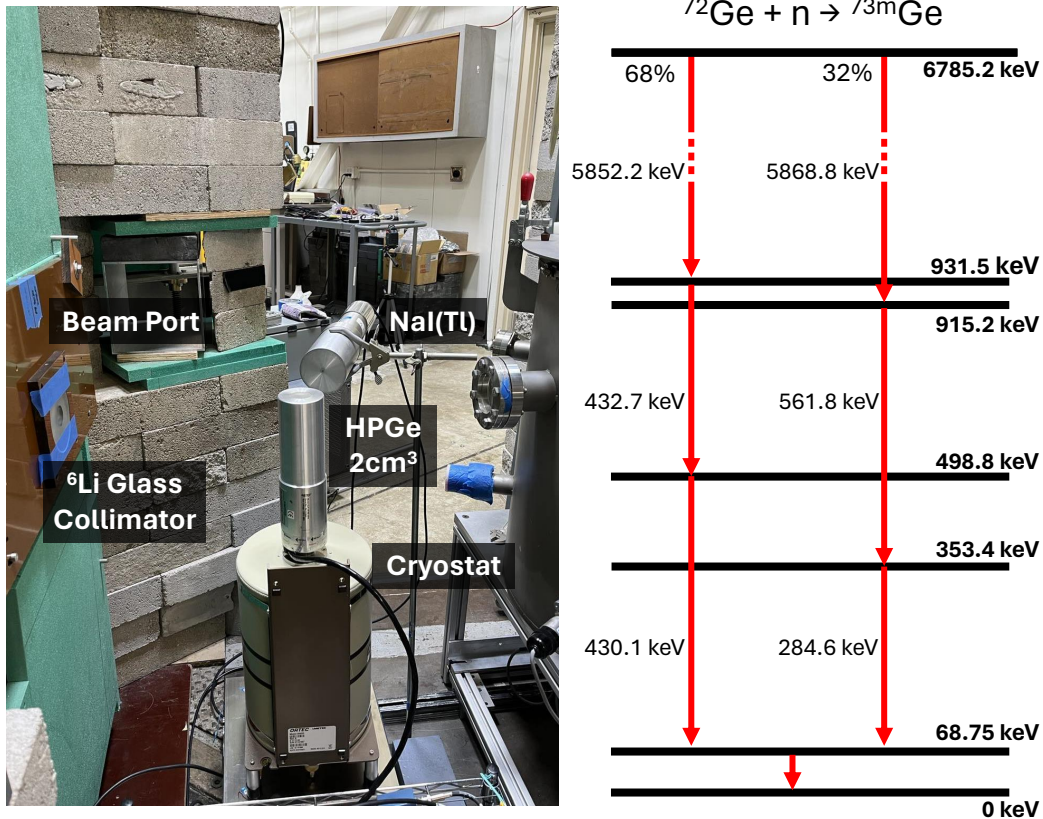 Beam Port
NaI(Tl)
HPGe
2cm³
⁶Li Glass
Collimator
Cryostat
⁷²Ge + n → ⁷³ᵐGe
68%
32%
6785.2 keV
5852.2 keV
5868.8 keV
931.5 keV
915.2 keV
432.7 keV
561.8 keV
498.8 keV
353.4 keV
430.1 keV
284.6 keV
68.75 keV
0 keV